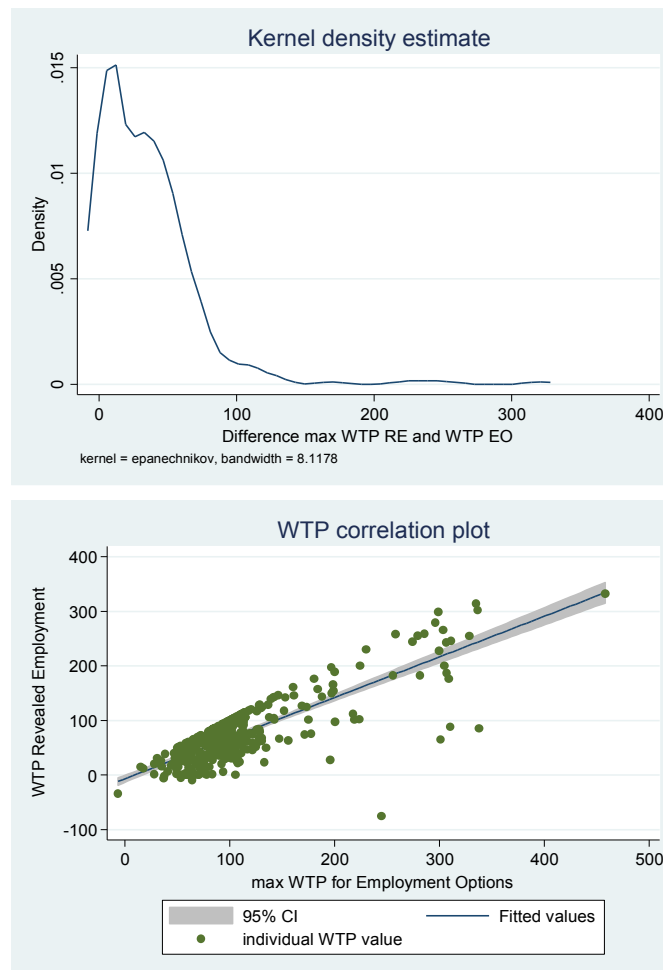 Kernel density estimate
.015
.01
.005
0
Density
0 100 200 300 400
Difference max WTP RE and WTP EO
kernel = epanechnikov, bandwidth = 8.1178
WTP correlation plot
400
300
200
100
0
-100
WTP Revealed Employment
0 100 200 300 400 500
max WTP for Employment Options
95% CI Fitted values
individual WTP value